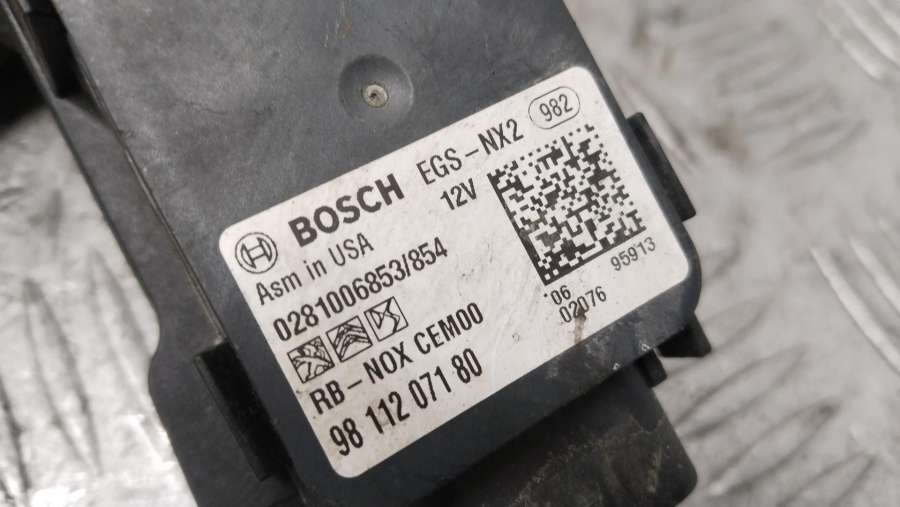 BOSCH EGS-NX2 982
Asm in USA 12V
0281006853/854
RB-NOX CEM00
98 112 071 80
06 95913
02076